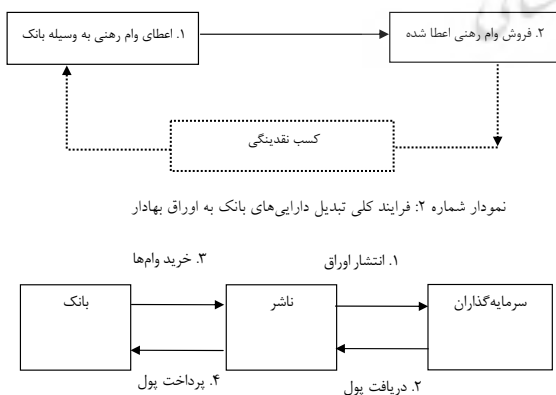 ۱. اعطای وام رهنی به وسیله بانک
۲. فروش وام رهنی اعطا شده
کسب نقدینگی
نمودار شماره ۲: فرایند کلی تبدیل دارایی‌های بانک به اوراق بهادار
۱. انتشار اوراق
۳. خرید وام‌ها
سرمایه‌گذاران
ناشر
بانک
۲. دریافت پول
۴. پرداخت پول